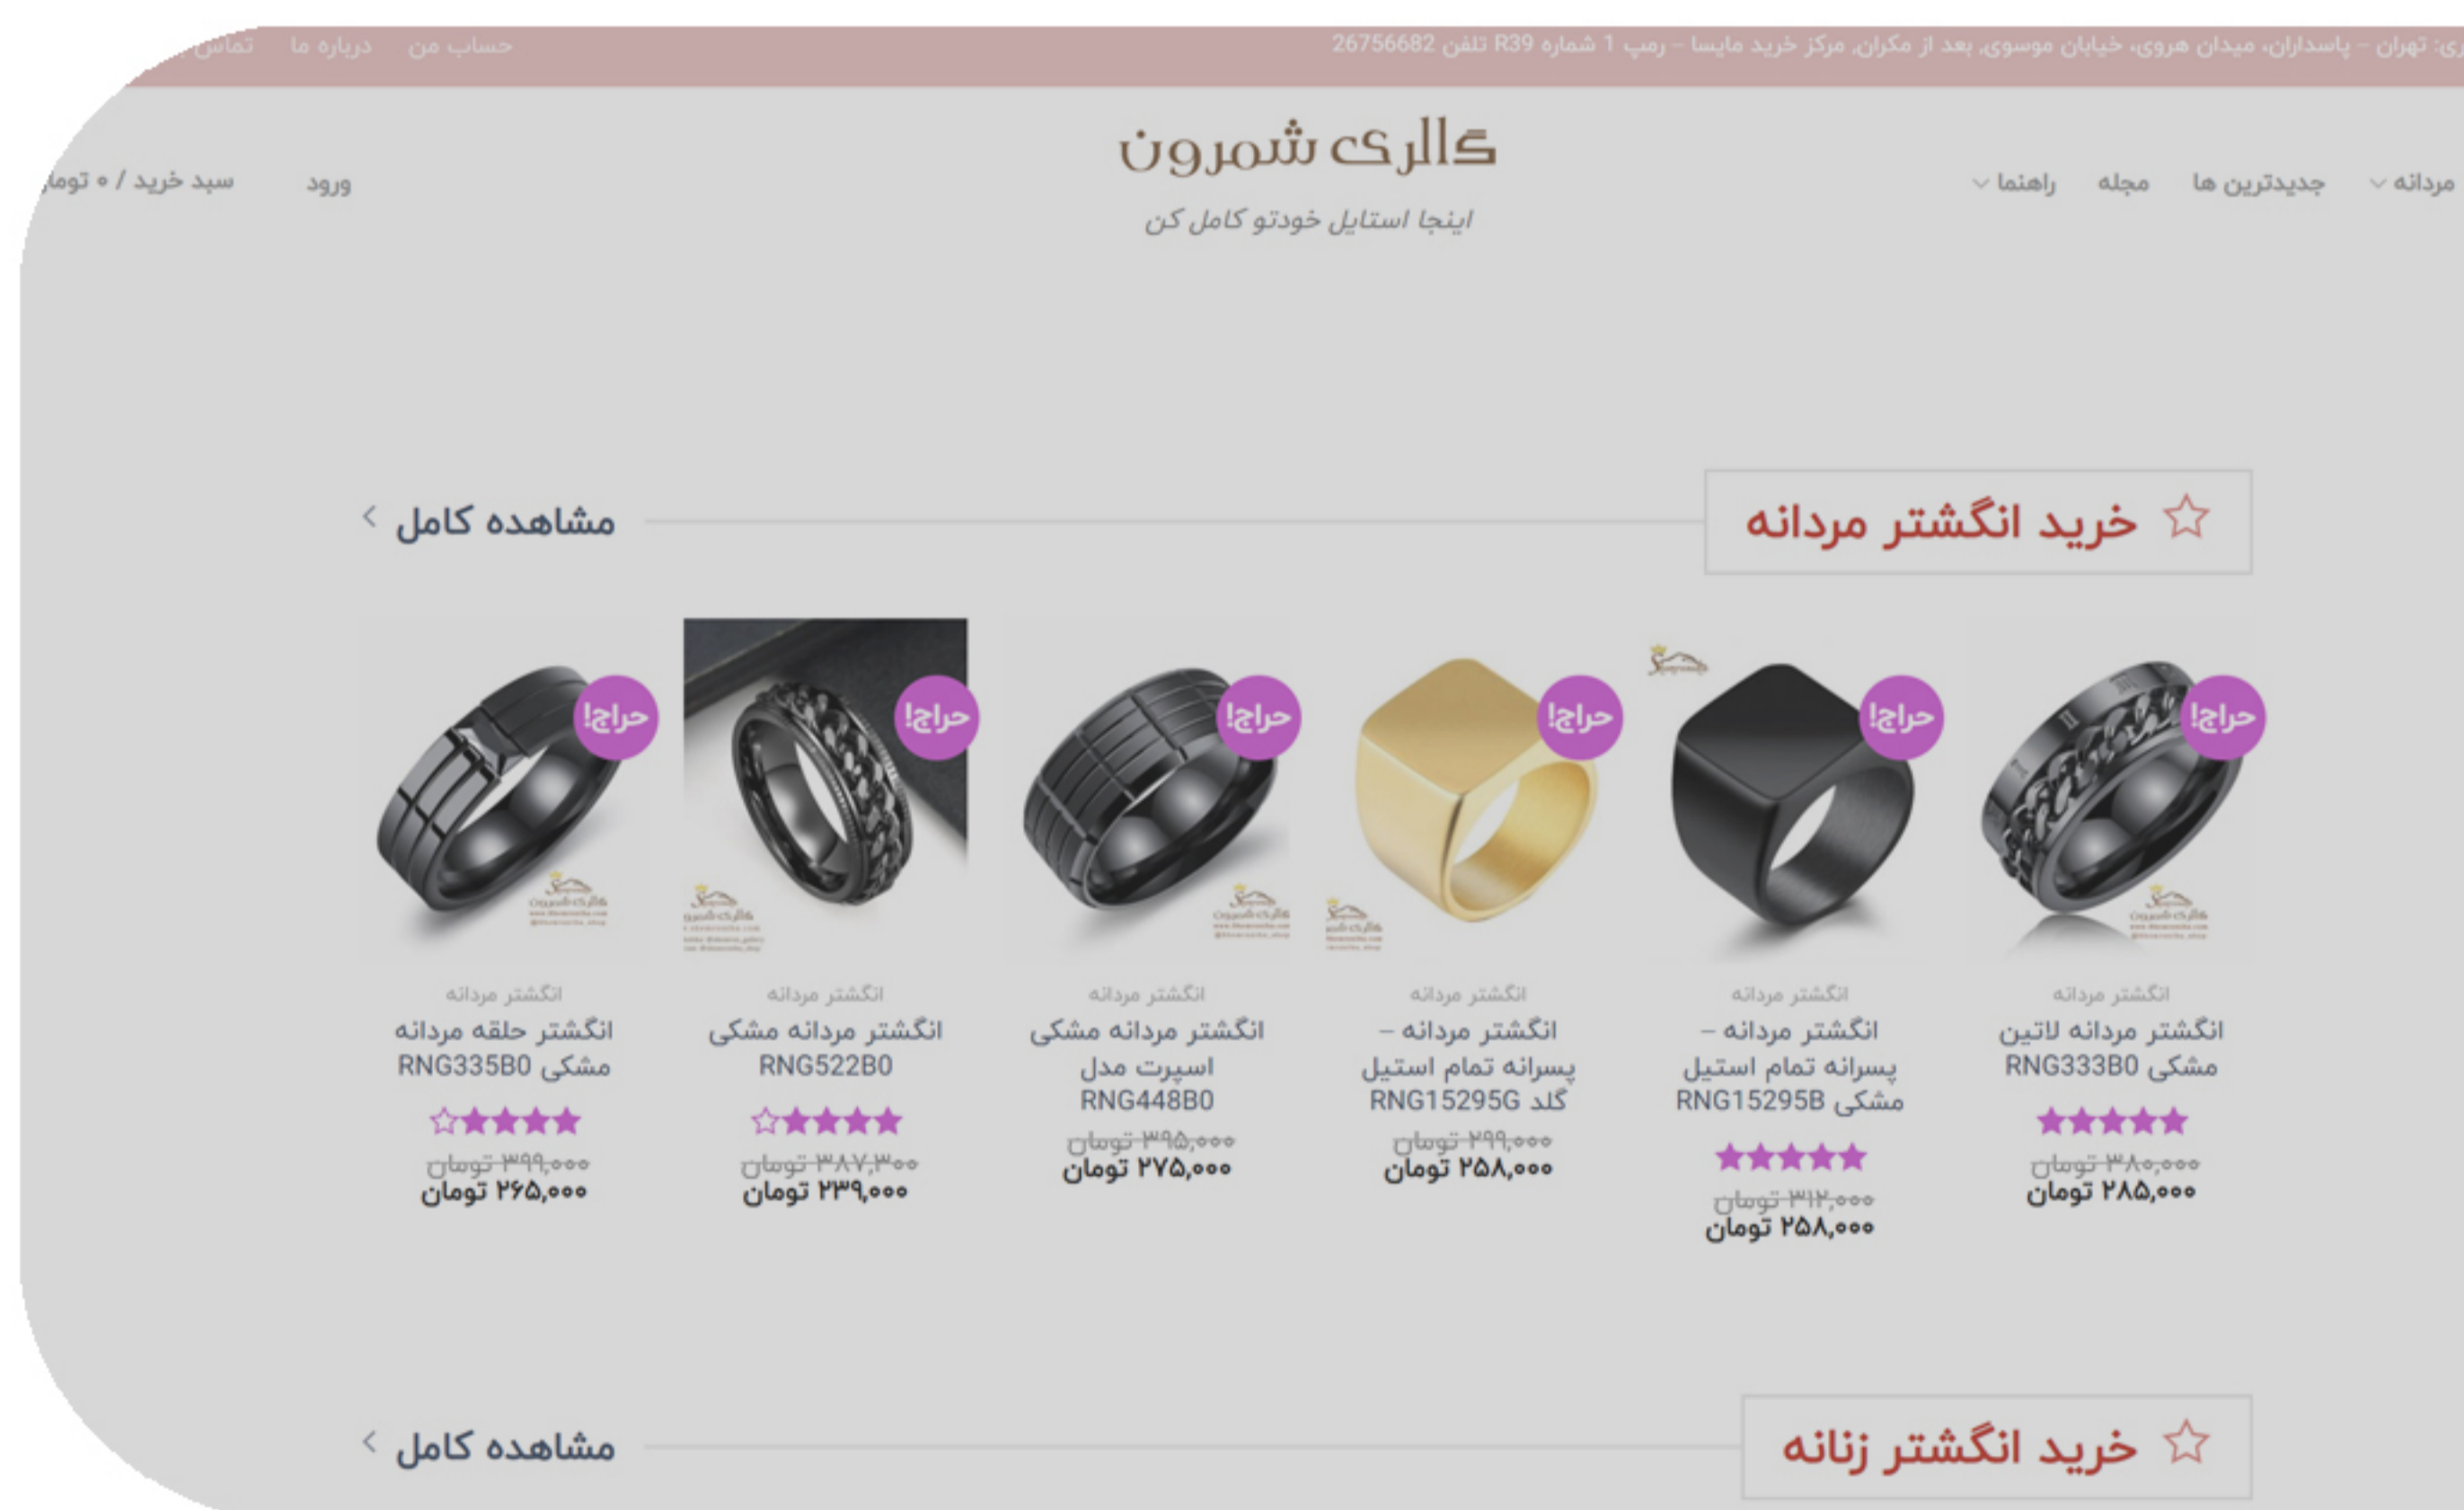 تهران – پاسداران، میدان هروی، خیابان موسوی, بعد از مکران, مرکز خرید مایسا – رمپ 1 شماره R39 تلفن 26756682
حساب من
درباره ما
تماس
مردانه
جدیدترین ها
مجله
راهنما
گالری شمرون
اینجا استایل خودتو کامل کن
ورود
سبد خرید / ۰
خرید انگشتر مردانه
مشاهده کامل
حراج!
انگشتر مردانه
انگشتر مردانه لاتین
مشکی RNG333B0
۳۸۰,۰۰۰ تومان
۲۸۵,۰۰۰ تومان
حراج!
انگشتر مردانه
انگشتر مردانه –
پسرانه تمام استیل
مشکی RNG15295B
۳۱۲,۰۰۰ تومان
۲۵۸,۰۰۰ تومان
حراج!
انگشتر مردانه
انگشتر مردانه –
پسرانه تمام استیل
گلد RNG15295G
۲۹۹,۰۰۰ تومان
۲۵۸,۰۰۰ تومان
حراج!
انگشتر مردانه
انگشتر مردانه مشکی
اسپرت مدل
RNG448B0
۳۹۵,۰۰۰ تومان
۲۷۵,۰۰۰ تومان
حراج!
انگشتر مردانه
انگشتر مردانه مشکی
RNG522B0
۳۸۷,۳۰۰ تومان
۲۳۹,۰۰۰ تومان
حراج!
انگشتر مردانه
انگشتر حلقه مردانه
مشکی RNG335B0
۳۹۹,۰۰۰ تومان
۲۶۵,۰۰۰ تومان
خرید انگشتر زنانه
مشاهده کامل